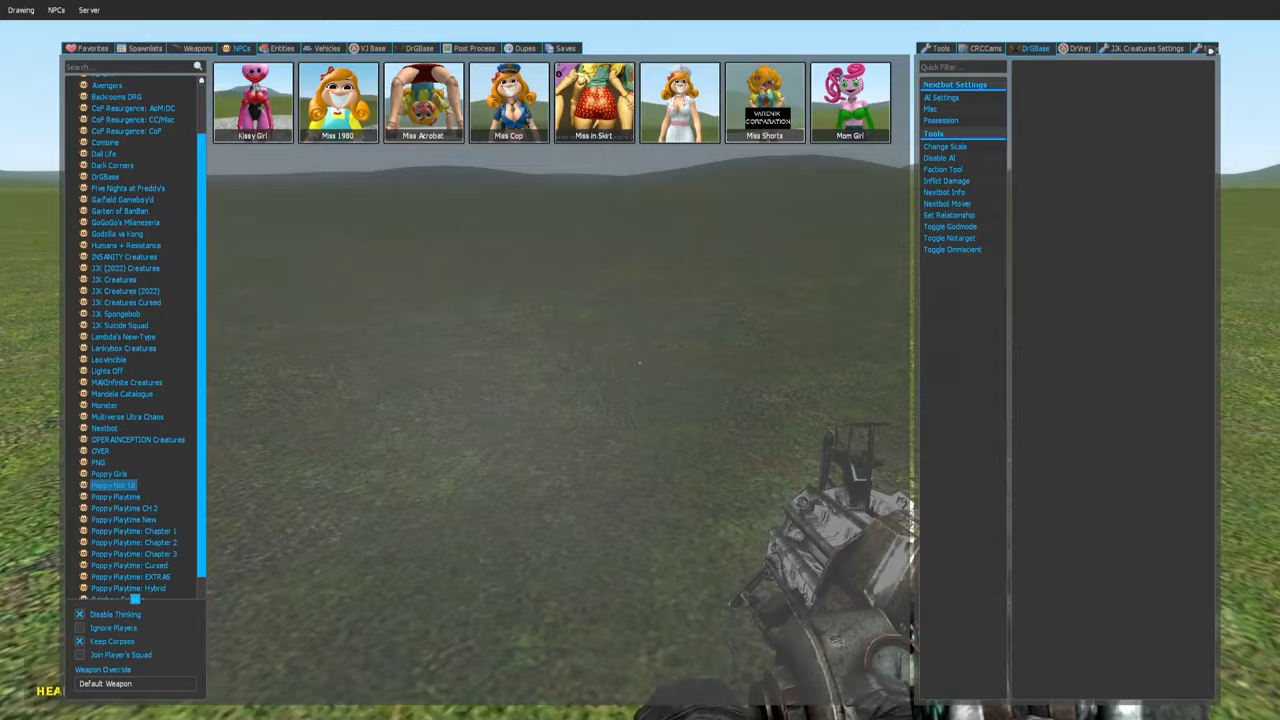 Drawing NPCs Server
Favorites Spawnlists Weapons NPCs Entities Vehicles VJ Base DrGBase Post Process Dupes Saves
Tools CRCCams DrGBase DrVrej JJK Creatures Settings
Search...
Avengers
Backrooms DRG
CoF Resurgence: AoM:DC
CoF Resurgence: CC/Misc
CoF Resurgence: CoF
Combine
Dail Life
Dark Corners
DrGBase
Five Nights at Freddy's
Garfield Gameboy'd
Garten of BanBan
GoGoGo's Milanezeria
Godzilla vs Kong
Humans + Resistance
INSANITY Creatures
JJK (2022) Creatures
JJK Creatures
JJK Creatures (2022)
JJK Creatures Cursed
JJK Spongebob
JJK Suicide Squad
Lambda's New-Type
Lankybox Creatures
Leovincible
Lights Off
MAXInfinite Creatures
Mandela Catalogue
Monster
Multiverse Ultra Chaos
Nextbot
OPERAINCEPTION Creatures
OVER
PNG
Poppy Girls
Poppy Not 18
Poppy Playtime
Poppy Playtime CH 2
Poppy Playtime New
Poppy Playtime: Chapter 1
Poppy Playtime: Chapter 2
Poppy Playtime: Chapter 3
Poppy Playtime: Cursed
Poppy Playtime: EXTRAS
Poppy Playtime: Hybrid
Disable Thinking
Ignore Players
Keep Corpses
Join Player's Squad
Weapon Override
Default Weapon
HEA
Kissy Girl
Miss 1980
Miss Acrobat
Miss Cop
Miss in Skirt
VARENIK
CORPARATION
Miss Shorts
Mom Girl
Quick Filter...
Nextbot Settings
AI Settings
Misc
Possession
Tools
Change Scale
Disable AI
Faction Tool
Inflict Damage
Nextbot Info
Nextbot Mover
Set Relationship
Toggle Godmode
Toggle Notarget
Toggle Omniscient